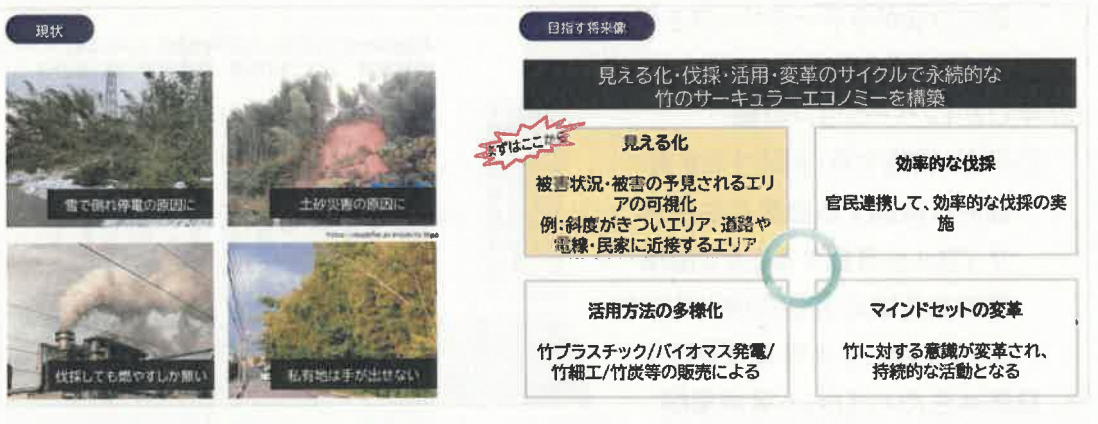 現状
雪で倒れ停電の原因に
土砂災害の原因に
伐採しても燃やすしか無い
私有地は手が出せない
目指す将来像
見える化・伐採・活用・変革のサイクルで永続的な
竹のサーキュラーエコノミーを構築
まずはここから
見える化
被害状況・被害の予見されるエリ
アの可視化
例:斜度がきついエリア、道路や
電線・民家に近接するエリア
効率的な伐採
官民連携して、効率的な伐採の実
施
活用方法の多様化
竹プラスチック/バイオマス発電/
竹細工/竹炭等の販売による
マインドセットの変革
竹に対する意識が変革され、
持続的な活動となる